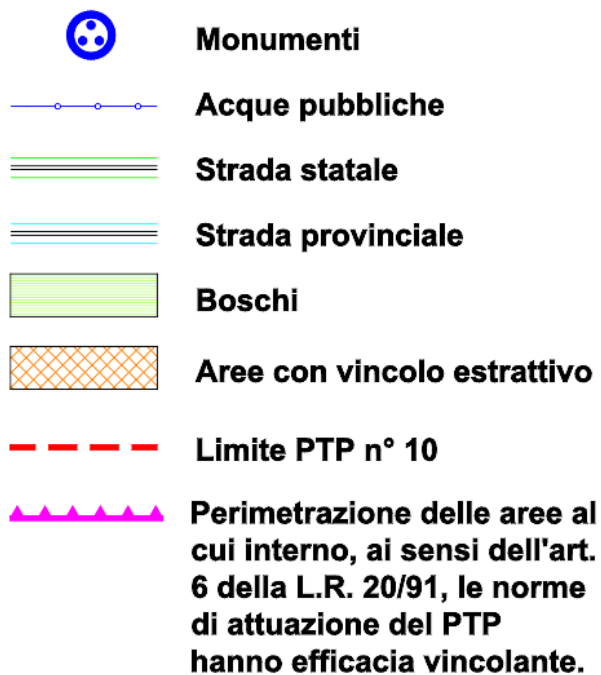 Monumenti
Acque pubbliche
Strada statale
Strada provinciale
Boschi
Aree con vincolo estrattivo
Limite PTP n° 10
Perimetrazione delle aree al
cui interno, ai sensi dell'art.
6 della L.R. 20/91, le norme
di attuazione del PTP
hanno efficacia vincolante.